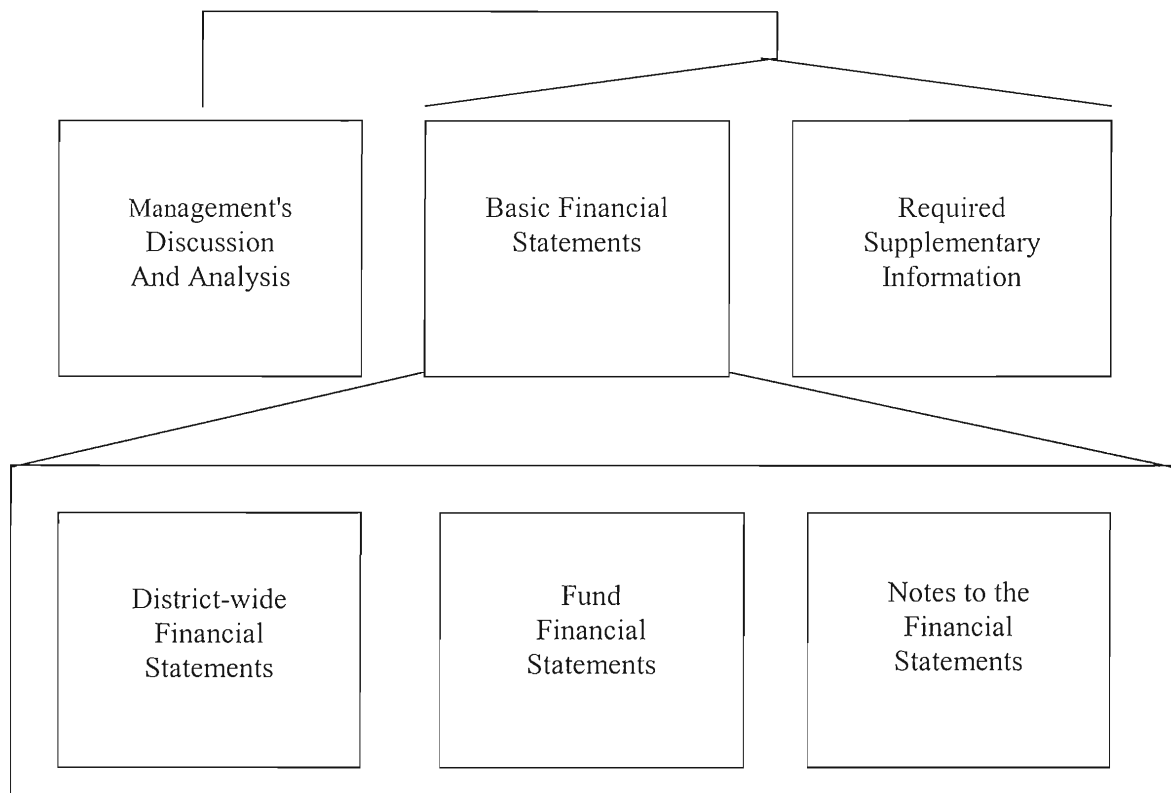 Management's
Discussion
And Analysis
Basic Financial
Statements
Required
Supplementary
Information
District-wide
Financial
Statements
Fund
Financial
Statements
Notes to the
Financial
Statements